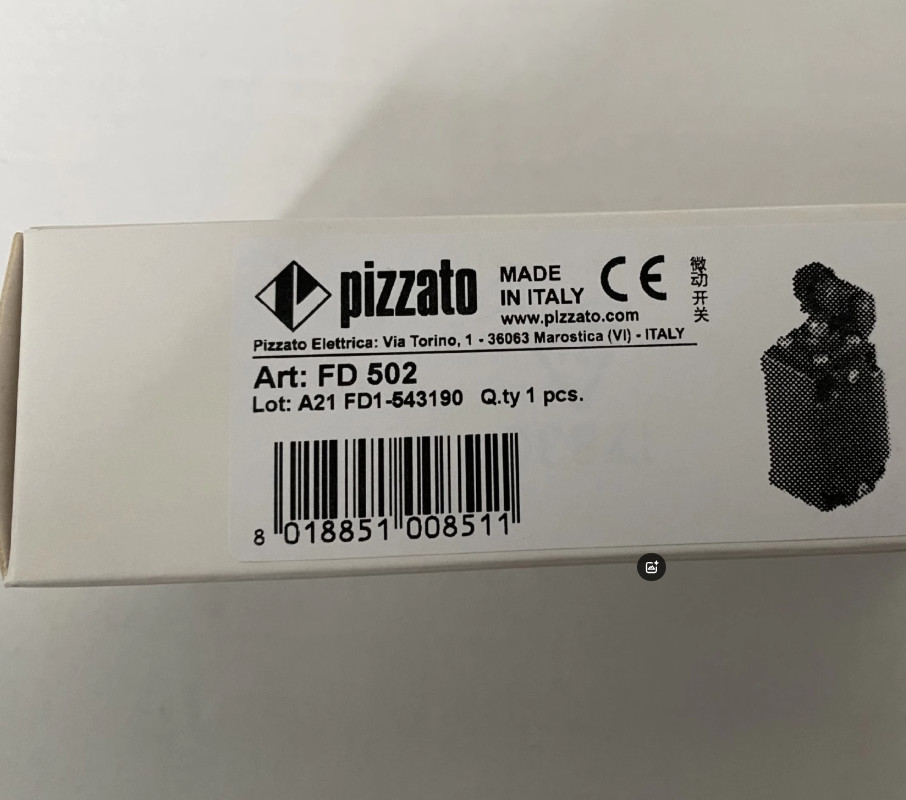 pizzato
MADE
IN ITALY
CE
www.pizzato.com
微动开关
Pizzato Elettrica: Via Torino, 1 - 36063 Marostica (VI) - ITALY
Art: FD 502
Lot: A21 FD1-543190 Q.ty 1 pcs.
8 018851 008511